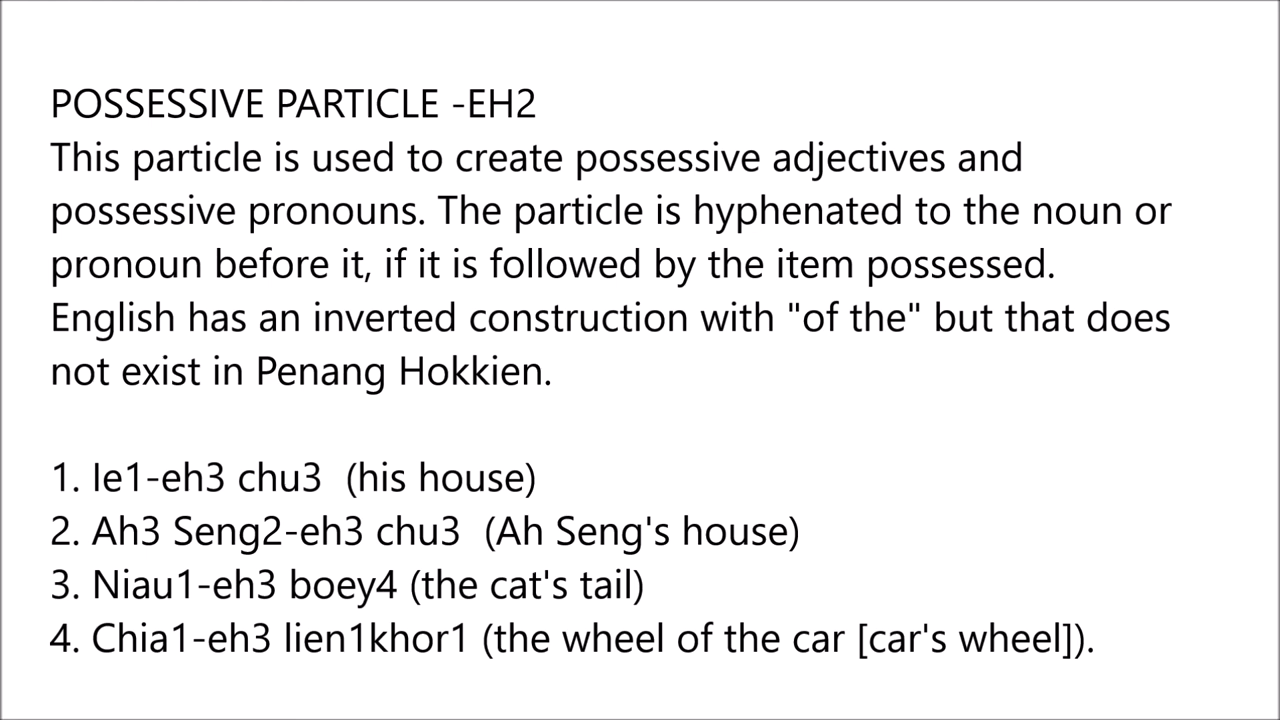 POSSESSIVE PARTICLE -EH2
This particle is used to create possessive adjectives and
possessive pronouns. The particle is hyphenated to the noun or
pronoun before it, if it is followed by the item possessed.
English has an inverted construction with "of the" but that does
not exist in Penang Hokkien.
1. Ie1-eh3 chu3  (his house)
2. Ah3 Seng2-eh3 chu3  (Ah Seng's house)
3. Niau1-eh3 boey4 (the cat's tail)
4. Chia1-eh3 lien1khor1 (the wheel of the car [car's wheel]).